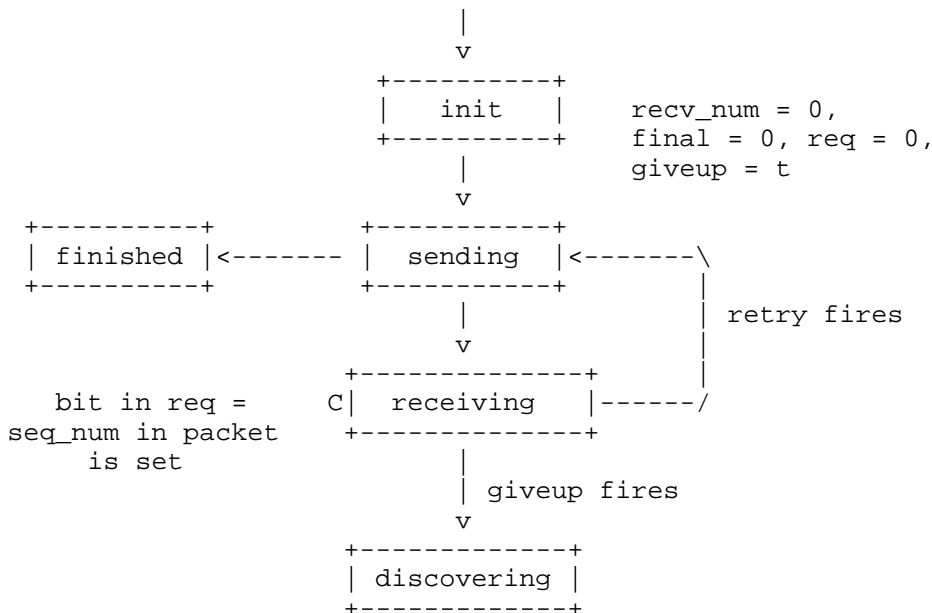 |
v
+----------+
| init | recv_num = 0,
+----------+ final = 0, req = 0,
| giveup = t
v
+----------+ +-----------+
| finished |<------- | sending |<-------\
+----------+ +-----------+ |
| | retry fires
v |
+--------------+ |
bit in req = C| receiving |------/
seq_num in packet +--------------+
is set |
| giveup fires
v
+-------------+
| discovering |
+-------------+